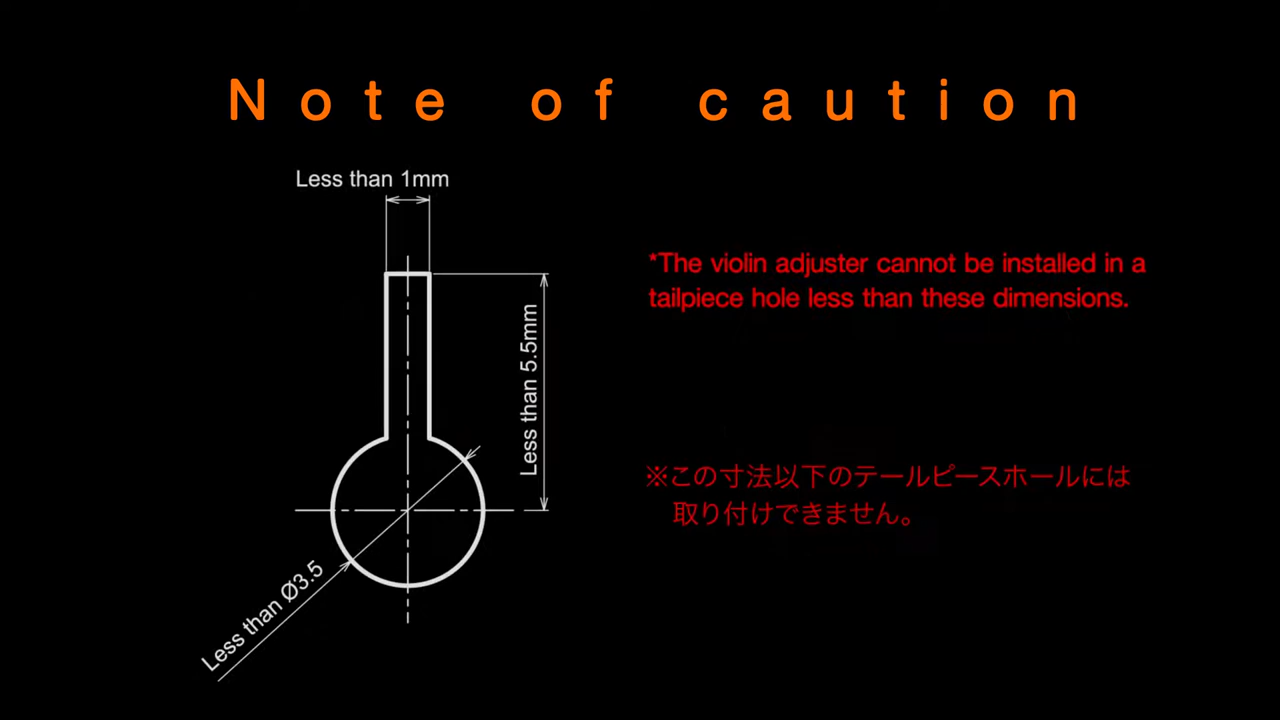 Note of caution
Less than 1mm
*The violin adjuster cannot be installed in a
tailpiece hole less than these dimensions.
Less than 5.5mm
※この寸法以下のテールピースホールには
取り付けできません。
Less than Ø3.5